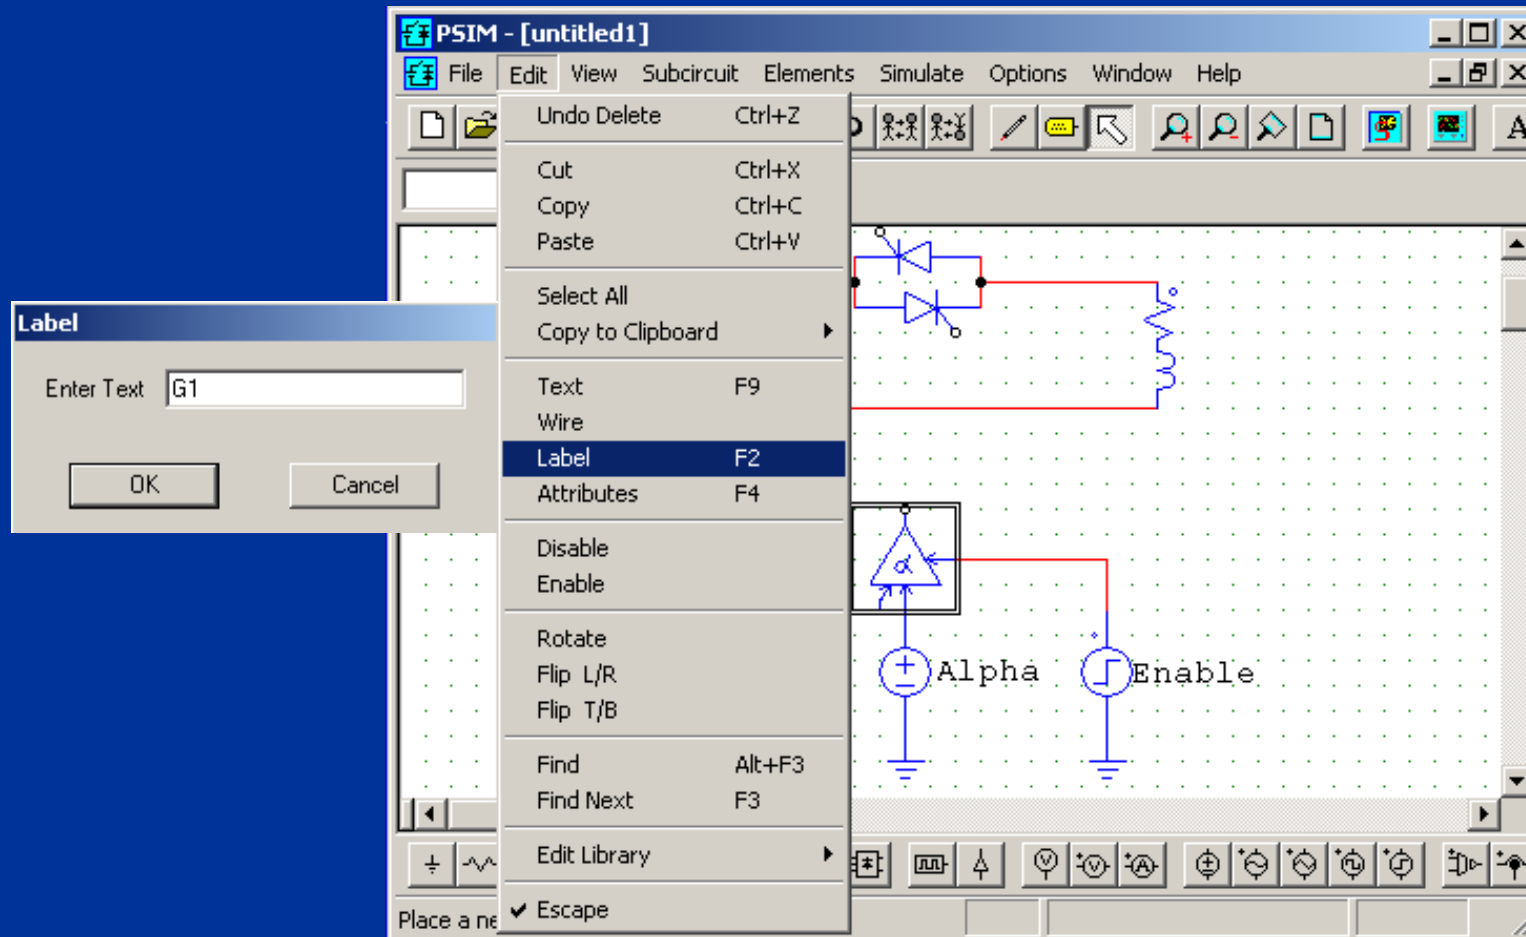 PSIM - [untitled1]
File Edit View Subcircuit Elements Simulate Options Window Help
Undo Delete Ctrl+Z
Cut Ctrl+X
Copy Ctrl+C
Paste Ctrl+V
Select All
Copy to Clipboard
Text F9
Wire
Label F2
Attributes F4
Disable
Enable
Rotate
Flip L/R
Flip T/B
Find Alt+F3
Find Next F3
Edit Library
Escape
Label
Enter Text G1
OK Cancel
A
α
Alpha Enable
V V A
Place a ne